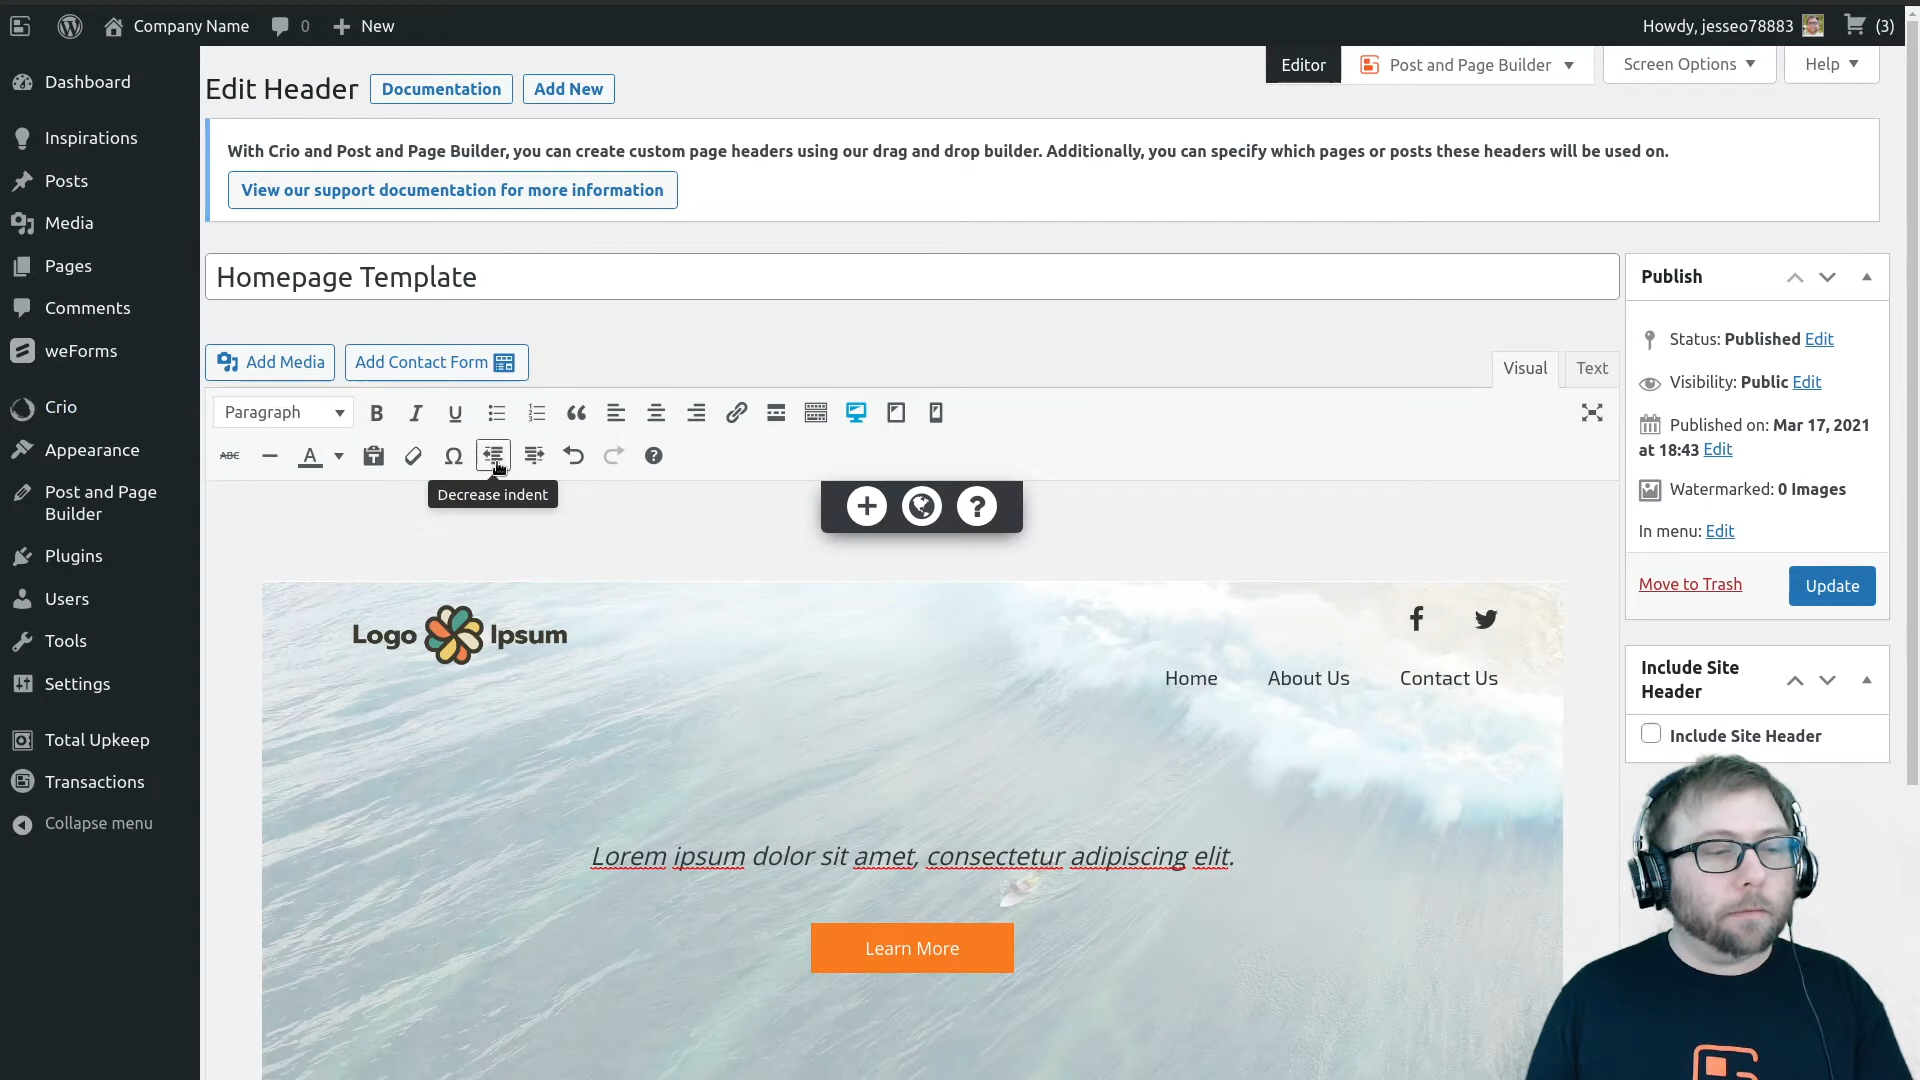 Company Name
0
New
Howdy, jesseo78883
(3)
Dashboard
Inspirations
Posts
Media
Pages
Comments
weForms
Crio
Appearance
Post and Page
Builder
Plugins
Users
Tools
Settings
Total Upkeep
Transactions
Collapse menu
Editor
Post and Page Builder
Screen Options
Help
Edit Header
Documentation
Add New
With Crio and Post and Page Builder, you can create custom page headers using our drag and drop builder. Additionally, you can specify which pages or posts these headers will be used on.
View our support documentation for more information
Homepage Template
Add Media
Add Contact Form
Visual
Text
Paragraph
B
I
U
ABC
A
Ω
?
Decrease indent
?
Logo Ipsum
Home
About Us
Contact Us
Lorem ipsum dolor sit amet, consectetur adipiscing elit.
Learn More
Publish
Status: Published Edit
Visibility: Public Edit
Published on: Mar 17, 2021
at 18:43 Edit
Watermarked: 0 Images
In menu: Edit
Move to Trash
Update
Include Site
Header
Include Site Header